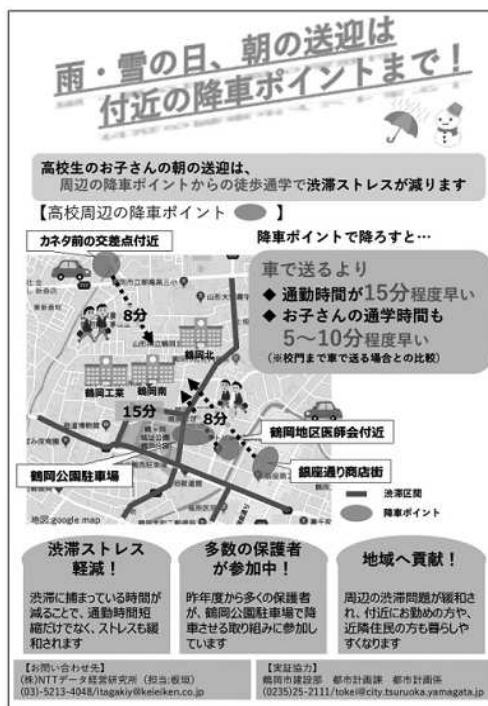 雨・雪の日、朝の送迎は
付近の降車ポイントまで！
高校生のお子さんの朝の送迎は、
周辺の降車ポイントからの徒歩通学で渋滞ストレスが減ります
【高校周辺の降車ポイント 】
カネタ前の交差点付近
降車ポイントで降ろすと…
車で送るより
◆ 通勤時間が15分程度早い
◆ お子さんの通学時間も
5～10分程度早い
（※校門まで車で送る場合との比較）
8分
鶴岡北
鶴岡工業
鶴岡南
15分
8分
鶴岡地区医師会付近
鶴岡公園駐車場
銀座通り商店街
渋滞区間
降車ポイント
地図:google map
渋滞ストレス
軽減！
渋滞に捕まっている時間が
減ることで、通勤時間短
縮だけでなく、ストレスも緩
和されます
多数の保護者
が参加中！
昨年度から多くの保護者
が、鶴岡公園駐車場で降
車させる取り組みに参加し
ています
地域へ貢献！
周辺の渋滞問題が緩和さ
れ、付近にお勤めの方や、
近隣住民の方も暮らしや
すくなります
【お問い合わせ先】
(株)NTTデータ経営研究所（担当:板垣）
(03)-5213-4048/itagakiy@keieiken.co.jp
【実証協力】
鶴岡市建設部 都市計画課 都市計画係
(0235)25-2111/tokei@city.tsuruoka.yamagata.jp